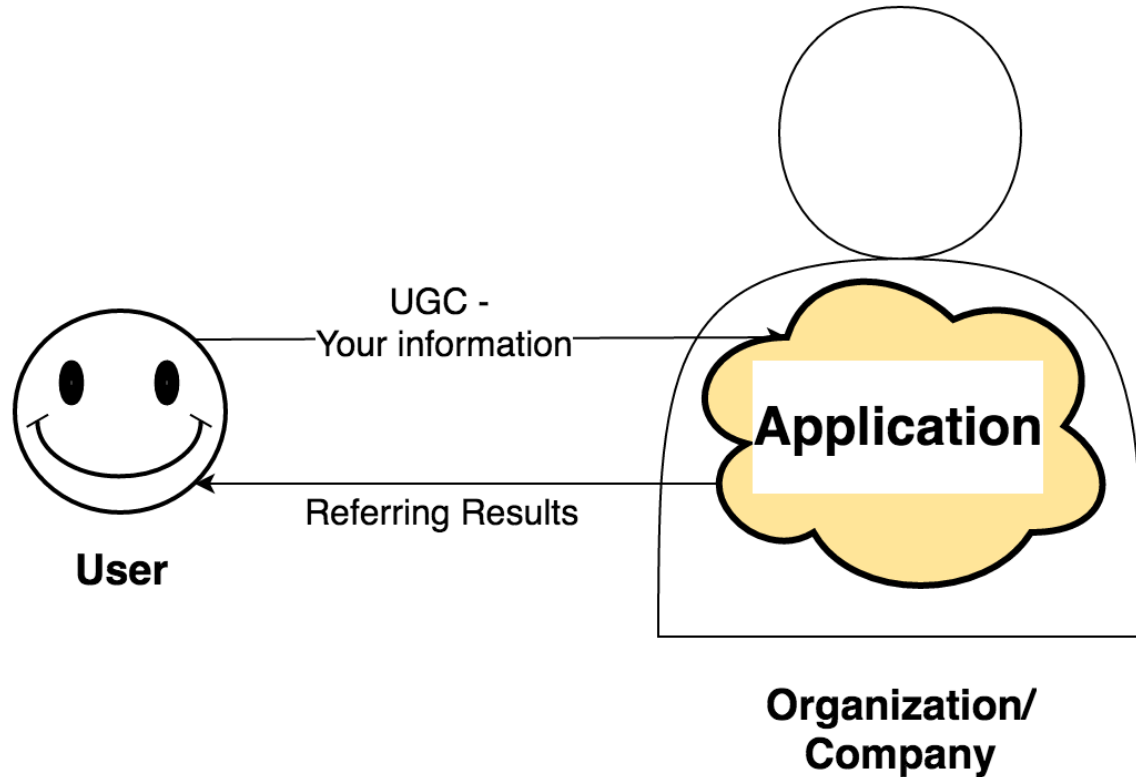 UGC -
Your information
Application
Referring Results
User
Organization/
Company